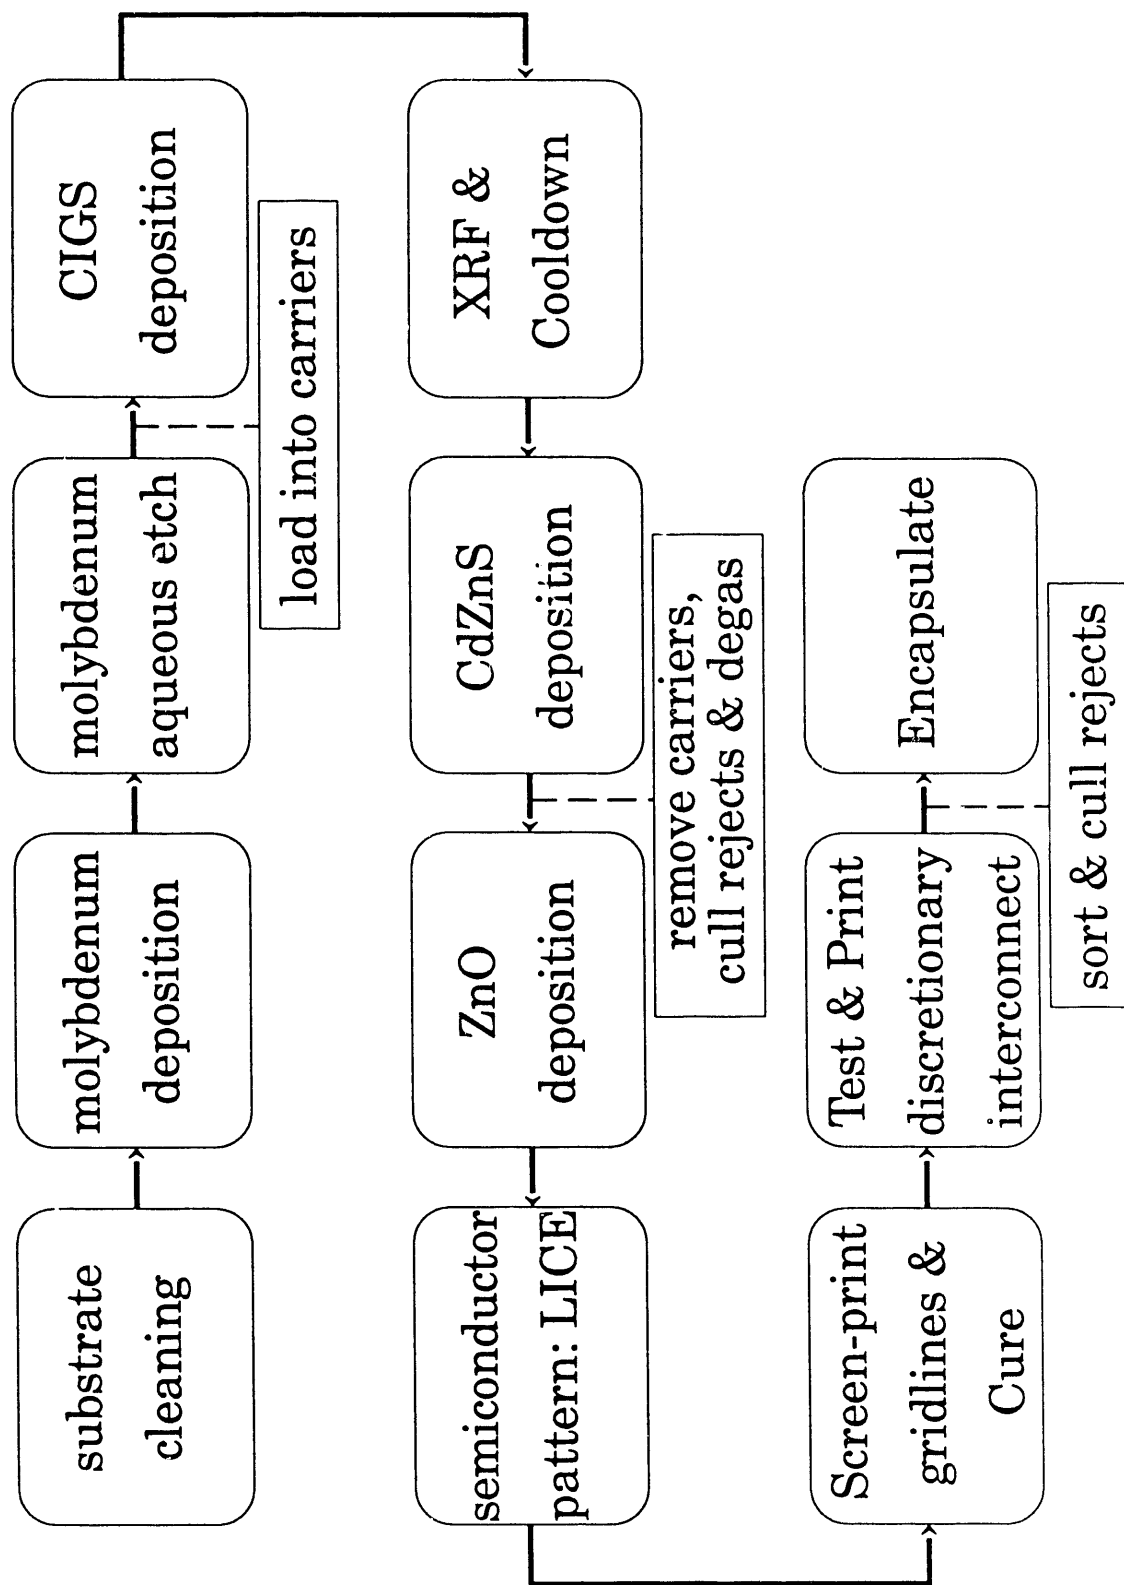 substrate
cleaning
molybdenum
deposition
molybdenum
aqueous etch
load into carriers
CIGS
deposition
XRF &
Cooldown
CdZnS
deposition
remove carriers,
cull rejects & degas
ZnO
deposition
semiconductor
pattern: LICE
Screen-print
gridlines &
Cure
Test & Print
discretionary
interconnect
sort & cull rejects
Encapsulate